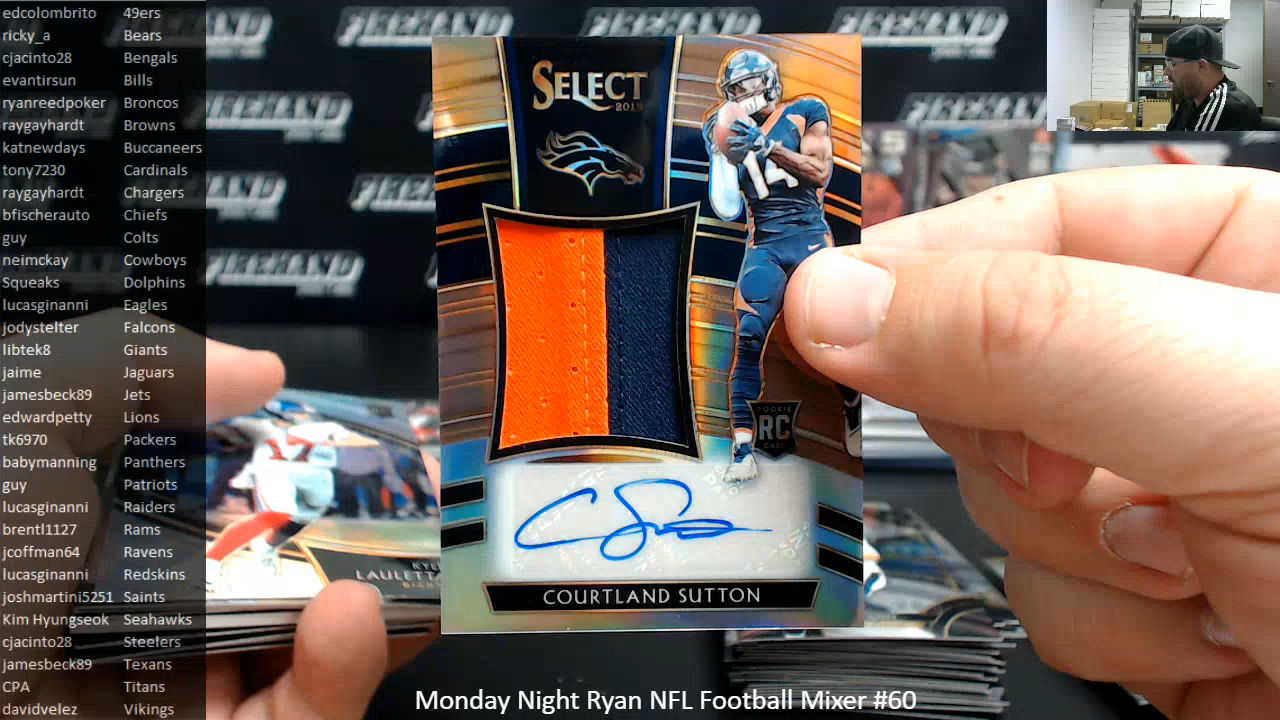 edcolombrito 49ers
ricky_a Bears
cjacinto28 Bengals
evantirsun Bills
ryanreedpoker Broncos
raygayhardt Browns
katnewdays Buccaneers
tony7230 Cardinals
raygayhardt Chargers
bfischerauto Chiefs
guy Colts
neimckay Cowboys
Squeaks Dolphins
lucasginanni Eagles
jodystelter Falcons
libtek8 Giants
jaime Jaguars
jamesbeck89 Jets
edwardpetty Lions
tk6970 Packers
babymanning Panthers
guy Patriots
lucasginanni Raiders
brentl1127 Rams
jcoffman64 Ravens
lucasginanni Redskins
joshmartini5251 Saints
Kim Hyungseok Seahawks
cjacinto28 Steelers
jamesbeck89 Texans
CPA Titans
davidvelez Vikings
SELECT
2018
14
ROOKIE
RC
CARD
COURTLAND SUTTON
LAULETTA
Monday Night Ryan NFL Football Mixer #60